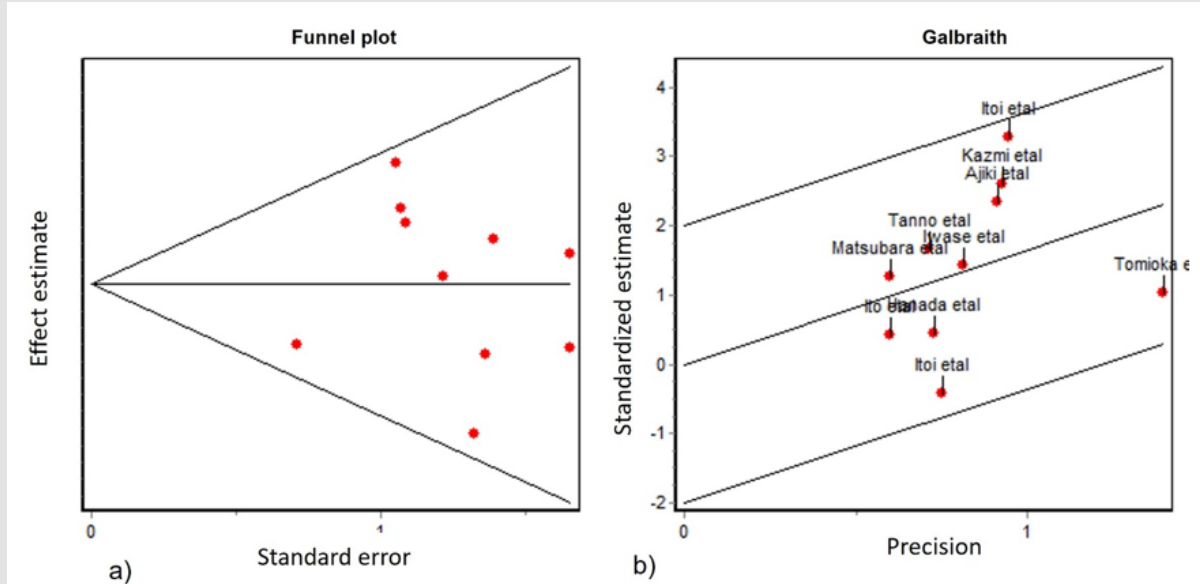 Funnel plot
Effect estimate
0
1
Standard error
a)
Galbraith
Standardized estimate
4
3
2
1
0
-1
-2
Itoi etal
Kazmi etal
Ajiki etal
Tanno etal
Iwase etal
Matsubara etal
Tomioka e
Ito etal
Hanada etal
Itoi etal
0
1
Precision
b)